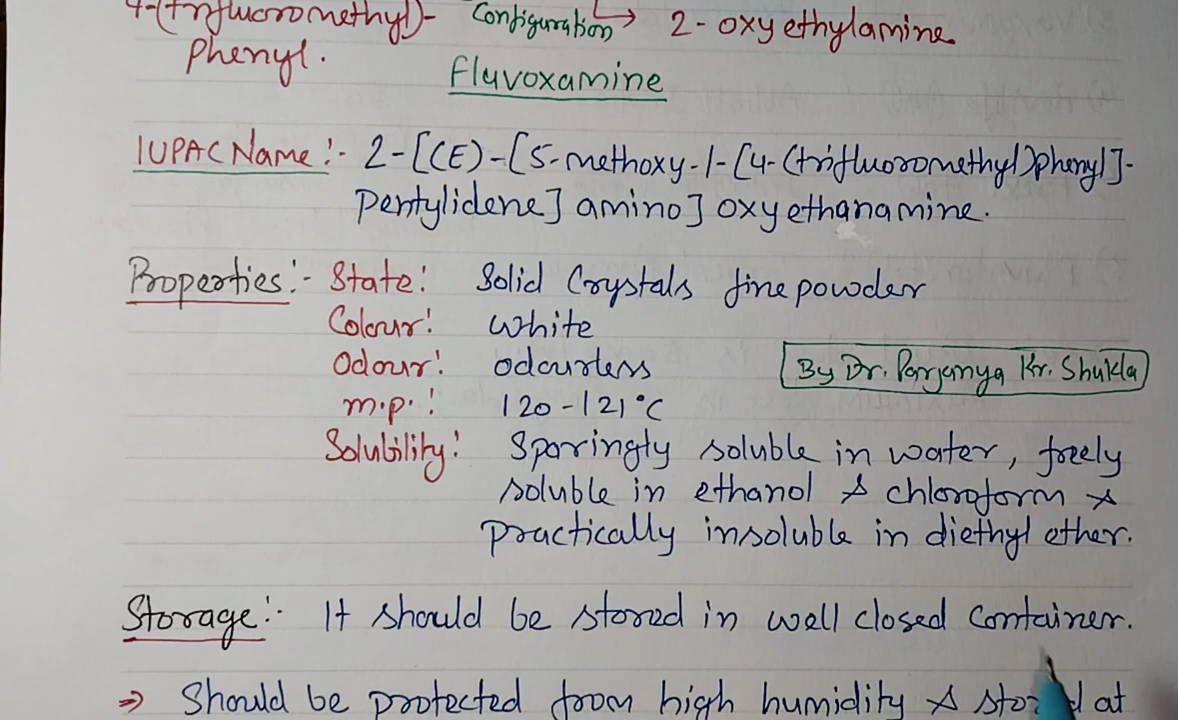 4-(trifluoromethyl)- Configuration → 2-oxyethylamine
Phenyl.
Fluvoxamine
IUPAC Name:- 2-[(E)-[5-methoxy-1-[4-(trifluoromethyl)phenyl]-
Pentylidene] amino] oxyethanamine.
Properties:- State: Solid Crystals fine powder
Colour: White
Odour: odourless
By Dr. Parjanya Kr. Shukla
m.p.: 120-121°C
Solubility: Sparingly soluble in water, freely
soluble in ethanol & chloroform &
practically insoluble in diethyl ether.
Storage:- It should be stored in well closed container.
⇒ Should be protected from high humidity & stored at